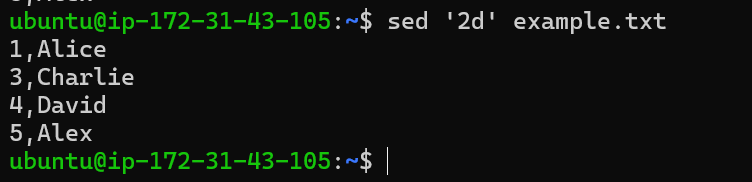 ubuntu@ip-172-31-43-105:~$ sed '2d' example.txt
1,Alice
3,Charlie
4,David
5,Alex
ubuntu@ip-172-31-43-105:~$